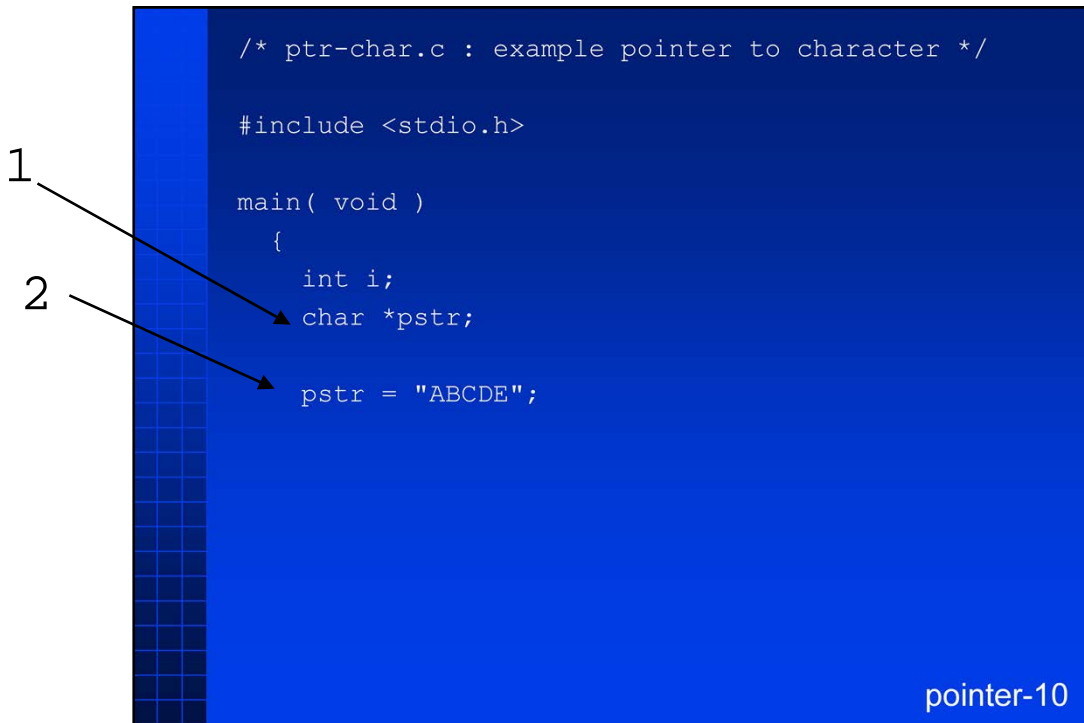 /* ptr-char.c : example pointer to character */
#include <stdio.h>
1
main( void )
{
2
int i;
char *pstr;
pstr = "ABCDE";
pointer-10